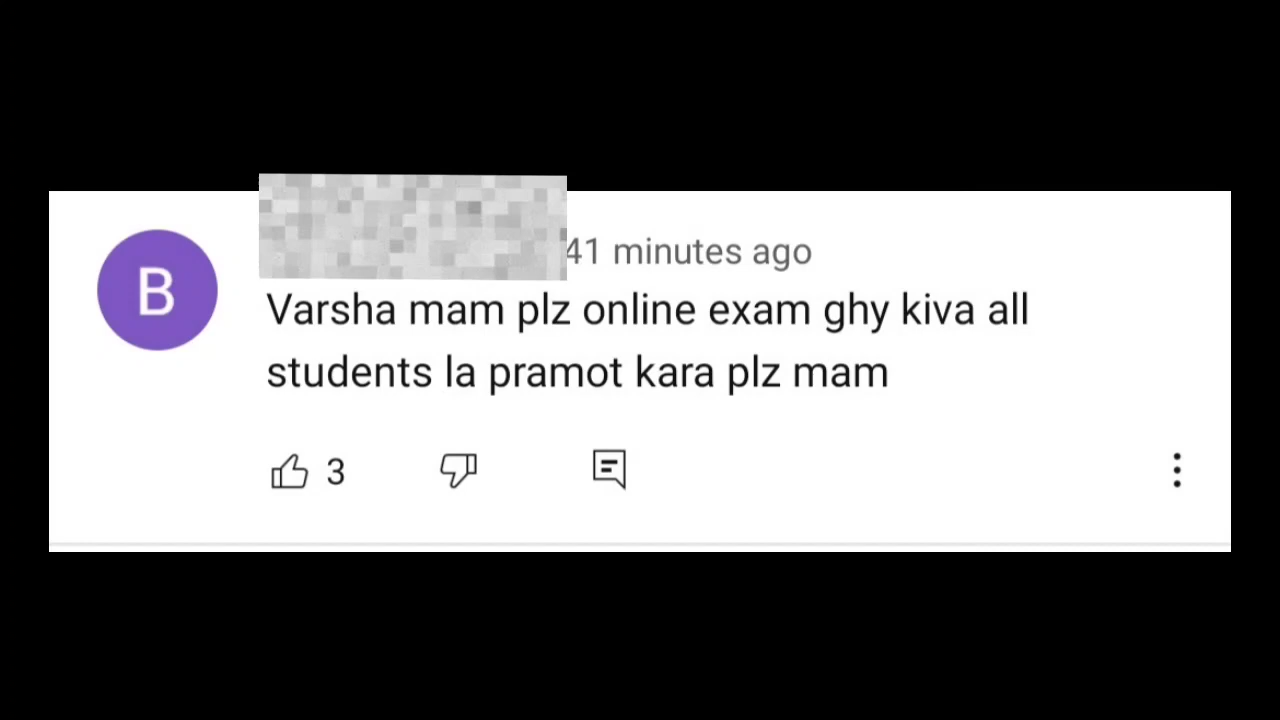 B
41 minutes ago
Varsha mam plz online exam ghy kiva all
students la pramot kara plz mam
3